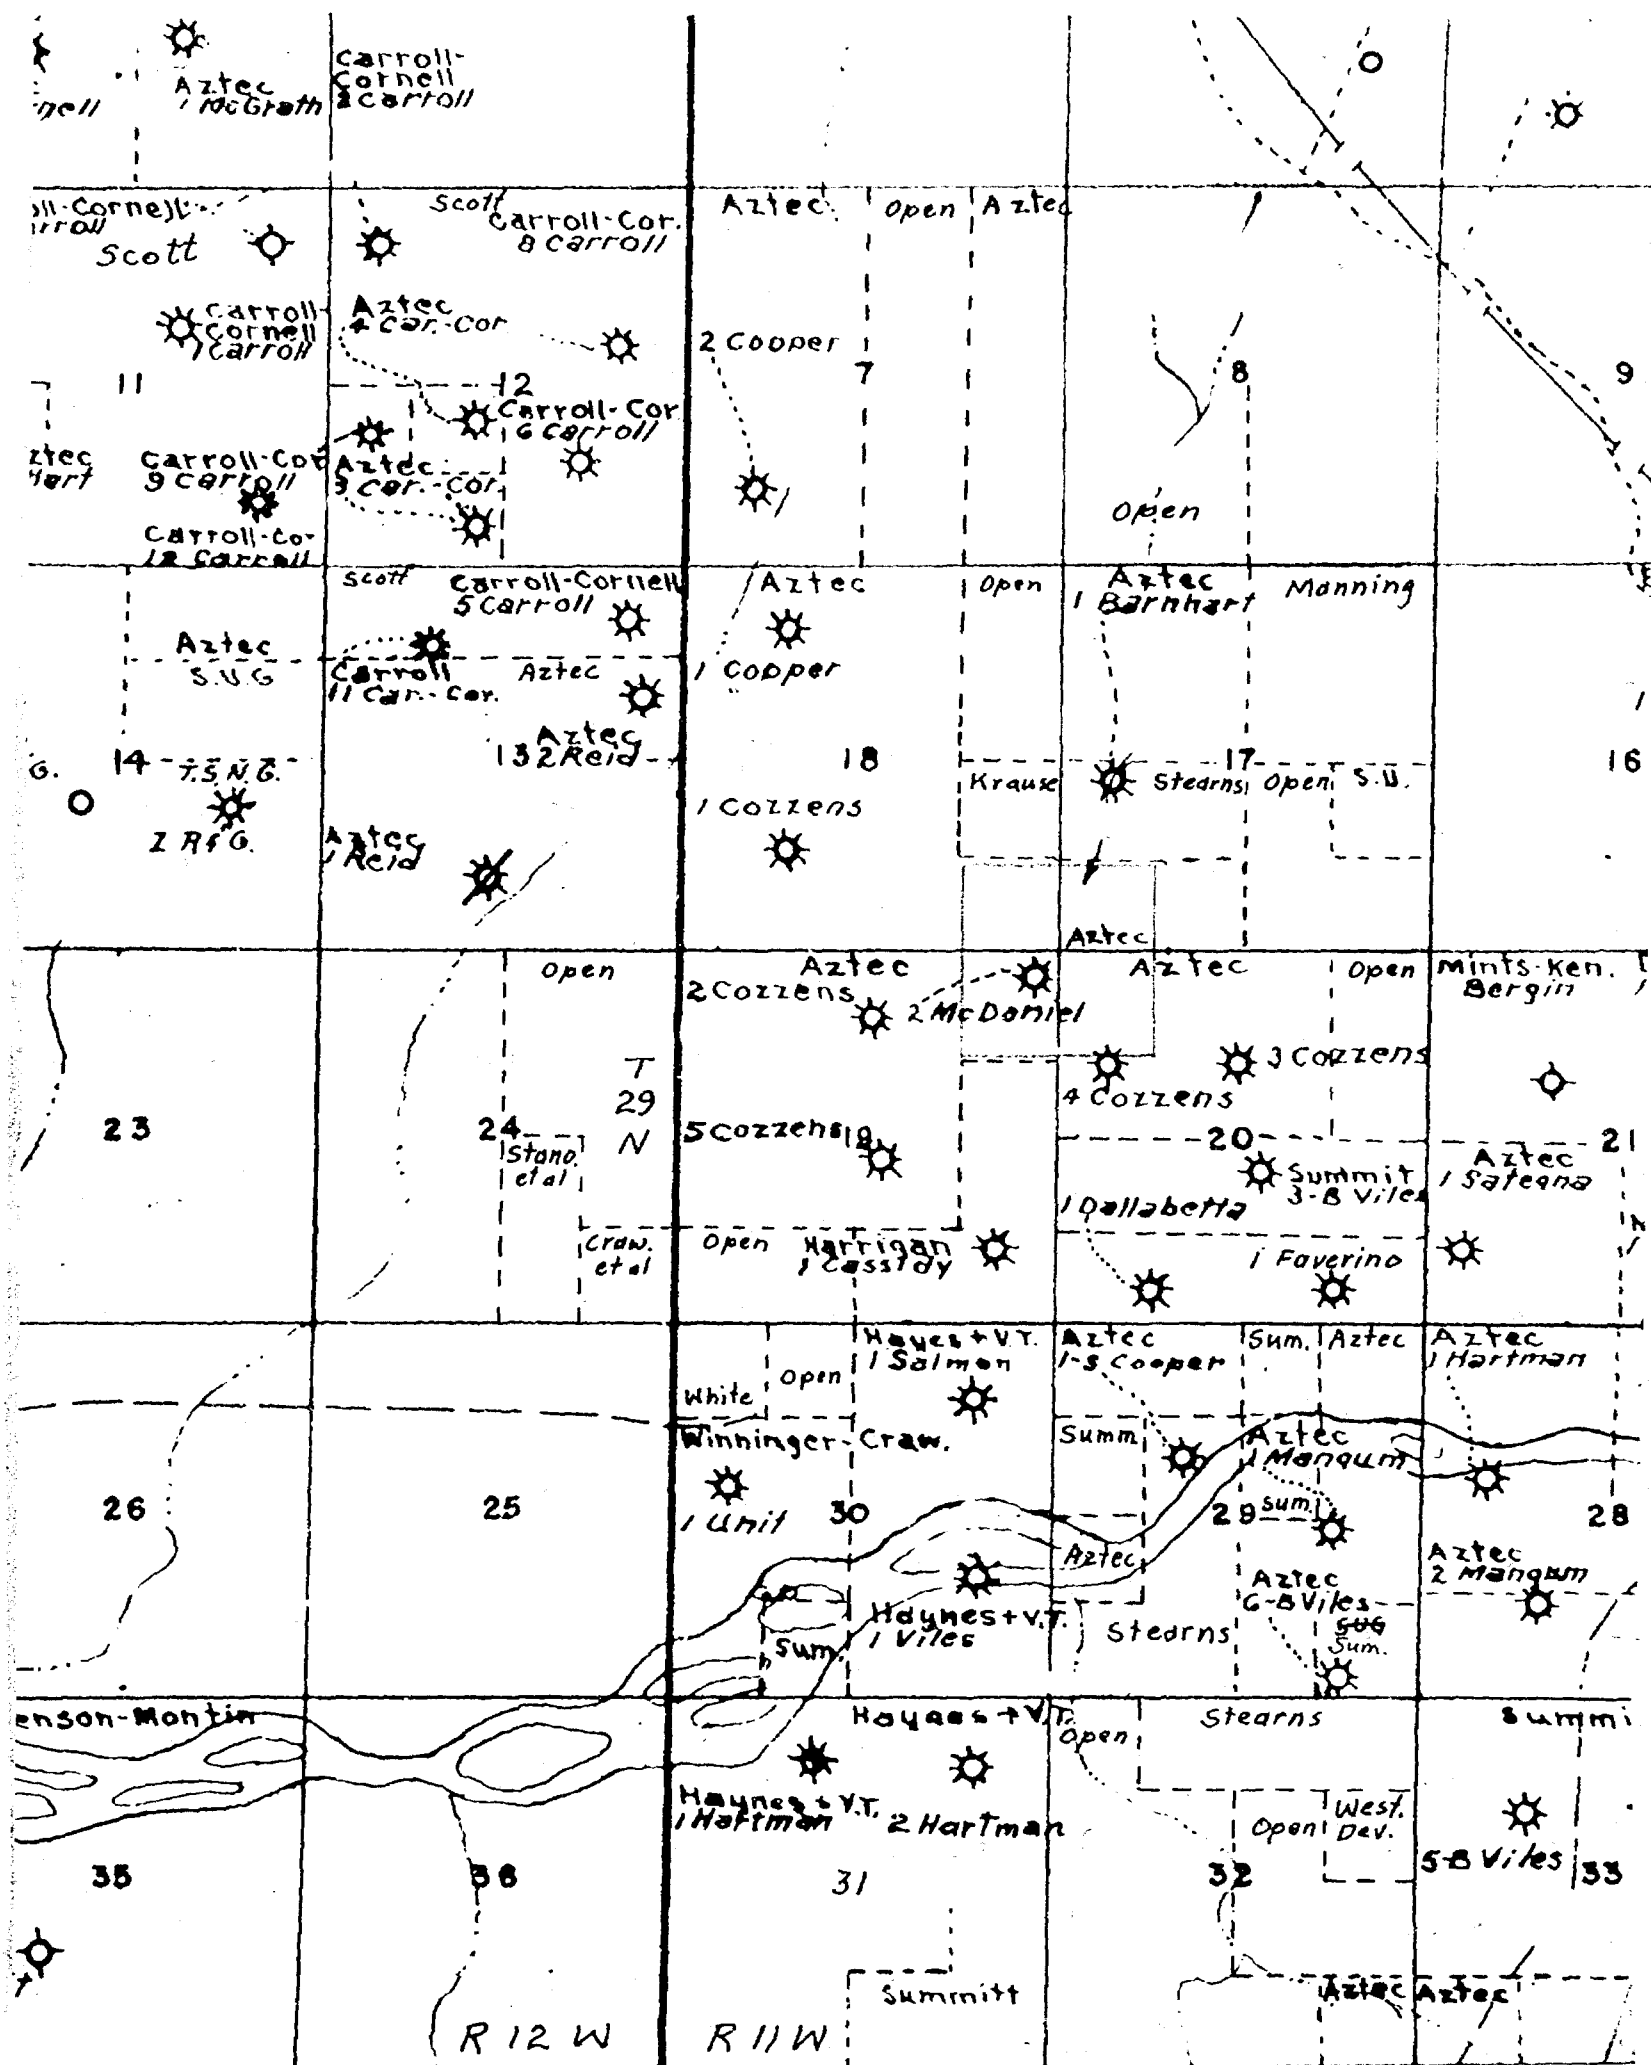 Aztec
1 McGrath
Carroll-
Cornell
2 Carroll
nell
Scott
Carroll-Cor.
8 Carroll
Aztec
Open
Aztec
Scott
Carroll
Cornell
1 Carroll
Aztec
4 Car.-Cor
2 Cooper
11
12
7
8
9
Carroll-Cor
6 Carroll
Carroll-Cor
9 Carroll
Aztec
3 Car.-Cor.
Open
Carroll-Co-
12 Carroll
Scott
Carroll-Cornell
5 Carroll
Aztec
Open
Aztec
1 Barnhart
Manning
Aztec
S.U.G
Carroll
11 Car.-Cor.
Aztec
1 Cooper
Aztec
2 Reid
14
13
18
17
16
G.
T.S.N.G.
Krause
Stearns
Open
S.U.
1 Cozzens
Aztec
1 Reid
Aztec
Open
Aztec
2 Cozzens
2 McDaniel
Aztec
Open
Mints-Ken.
Bergin
T
29
N
3 Cozzens
4 Cozzens
23
24
5 Cozzens
19
20
21
Stano.
et al
Summit
3-B Viles
Aztec
1 Sategna
1 Dallabetta
Craw.
et al
Open
Harrigan
1 Cassidy
1 Faverino
Hayes + V.T.
1 Salmon
Aztec
1-S Cooper
Sum.
Aztec
Aztec
1 Hartman
White
Open
Winninger-Craw.
Summ
Aztec
1 Mangum
26
25
1 Unit
30
29
Sum.
28
Aztec
Aztec
2 Mangum
Aztec
6-B Viles
SUG
Sum.
Haynes + V.T.
1 Viles
Stearns
Sum.
enson-Montin
Haynes + V.T.
Open
Stearns
Summi
Haynes + V.T.
1 Hartman
2 Hartman
Open
West.
Dev.
5-B Viles
35
36
31
32
33
Summitt
Aztec
Aztec
R 12 W
R 11 W